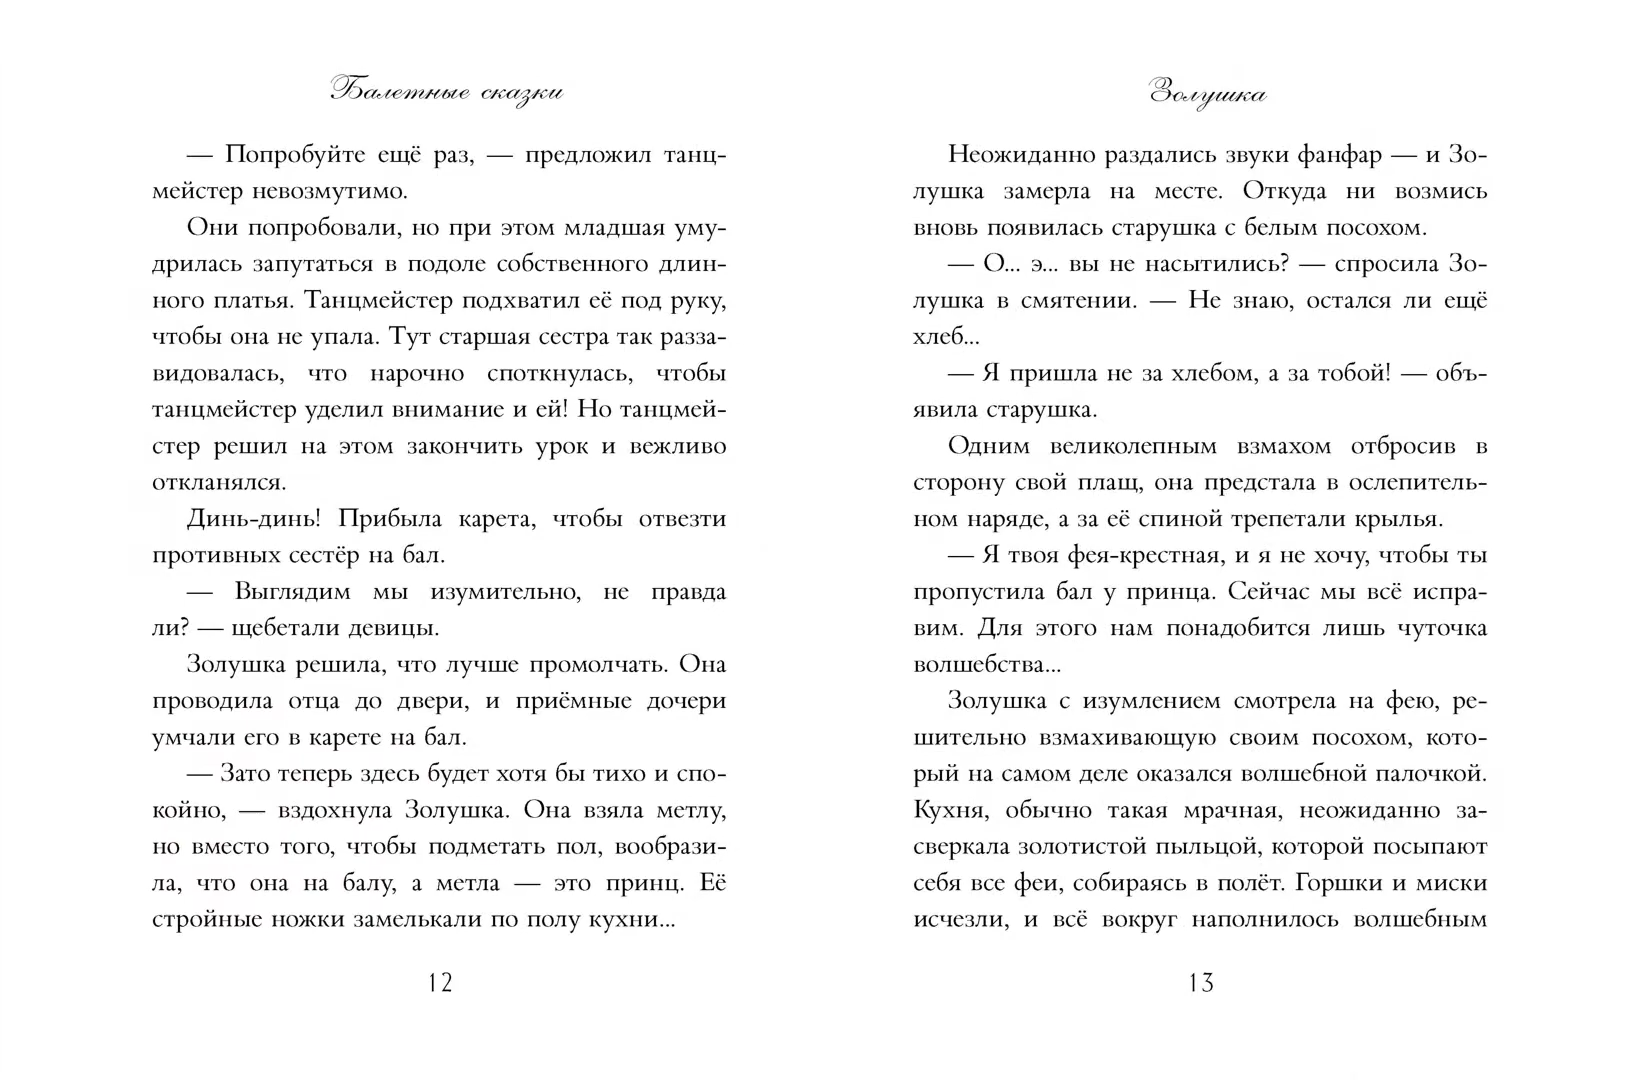 Балетные сказки
— Попробуйте ещё раз, — предложил танц-
мейстер невозмутимо.
Они попробовали, но при этом младшая уму-
дрилась запутаться в подоле собственного длин-
ного платья. Танцмейстер подхватил её под руку,
чтобы она не упала. Тут старшая сестра так разза-
видовалась, что нарочно споткнулась, чтобы
танцмейстер уделил внимание и ей! Но танцмей-
стер решил на этом закончить урок и вежливо
откланялся.
Динь-динь! Прибыла карета, чтобы отвезти
противных сестёр на бал.
— Выглядим мы изумительно, не правда
ли? — щебетали девицы.
Золушка решила, что лучше промолчать. Она
проводила отца до двери, и приёмные дочери
умчали его в карете на бал.
— Зато теперь здесь будет хотя бы тихо и спо-
койно, — вздохнула Золушка. Она взяла метлу,
но вместо того, чтобы подметать пол, вообрази-
ла, что она на балу, а метла — это принц. Её
стройные ножки замелькали по полу кухни...
12
Золушка
Неожиданно раздались звуки фанфар — и Зо-
лушка замерла на месте. Откуда ни возмись
вновь появилась старушка с белым посохом.
— О... э... вы не насытились? — спросила Зо-
лушка в смятении. — Не знаю, остался ли ещё
хлеб...
— Я пришла не за хлебом, а за тобой! — объ-
явила старушка.
Одним великолепным взмахом отбросив в
сторону свой плащ, она предстала в ослепитель-
ном наряде, а за её спиной трепетали крылья.
— Я твоя фея-крестная, и я не хочу, чтобы ты
пропустила бал у принца. Сейчас мы всё испра-
вим. Для этого нам понадобится лишь чуточка
волшебства...
Золушка с изумлением смотрела на фею, ре-
шительно взмахивающую своим посохом, кото-
рый на самом деле оказался волшебной палочкой.
Кухня, обычно такая мрачная, неожиданно за-
сверкала золотистой пыльцой, которой посыпают
себя все феи, собираясь в полёт. Горшки и миски
исчезли, и всё вокруг наполнилось волшебным
13